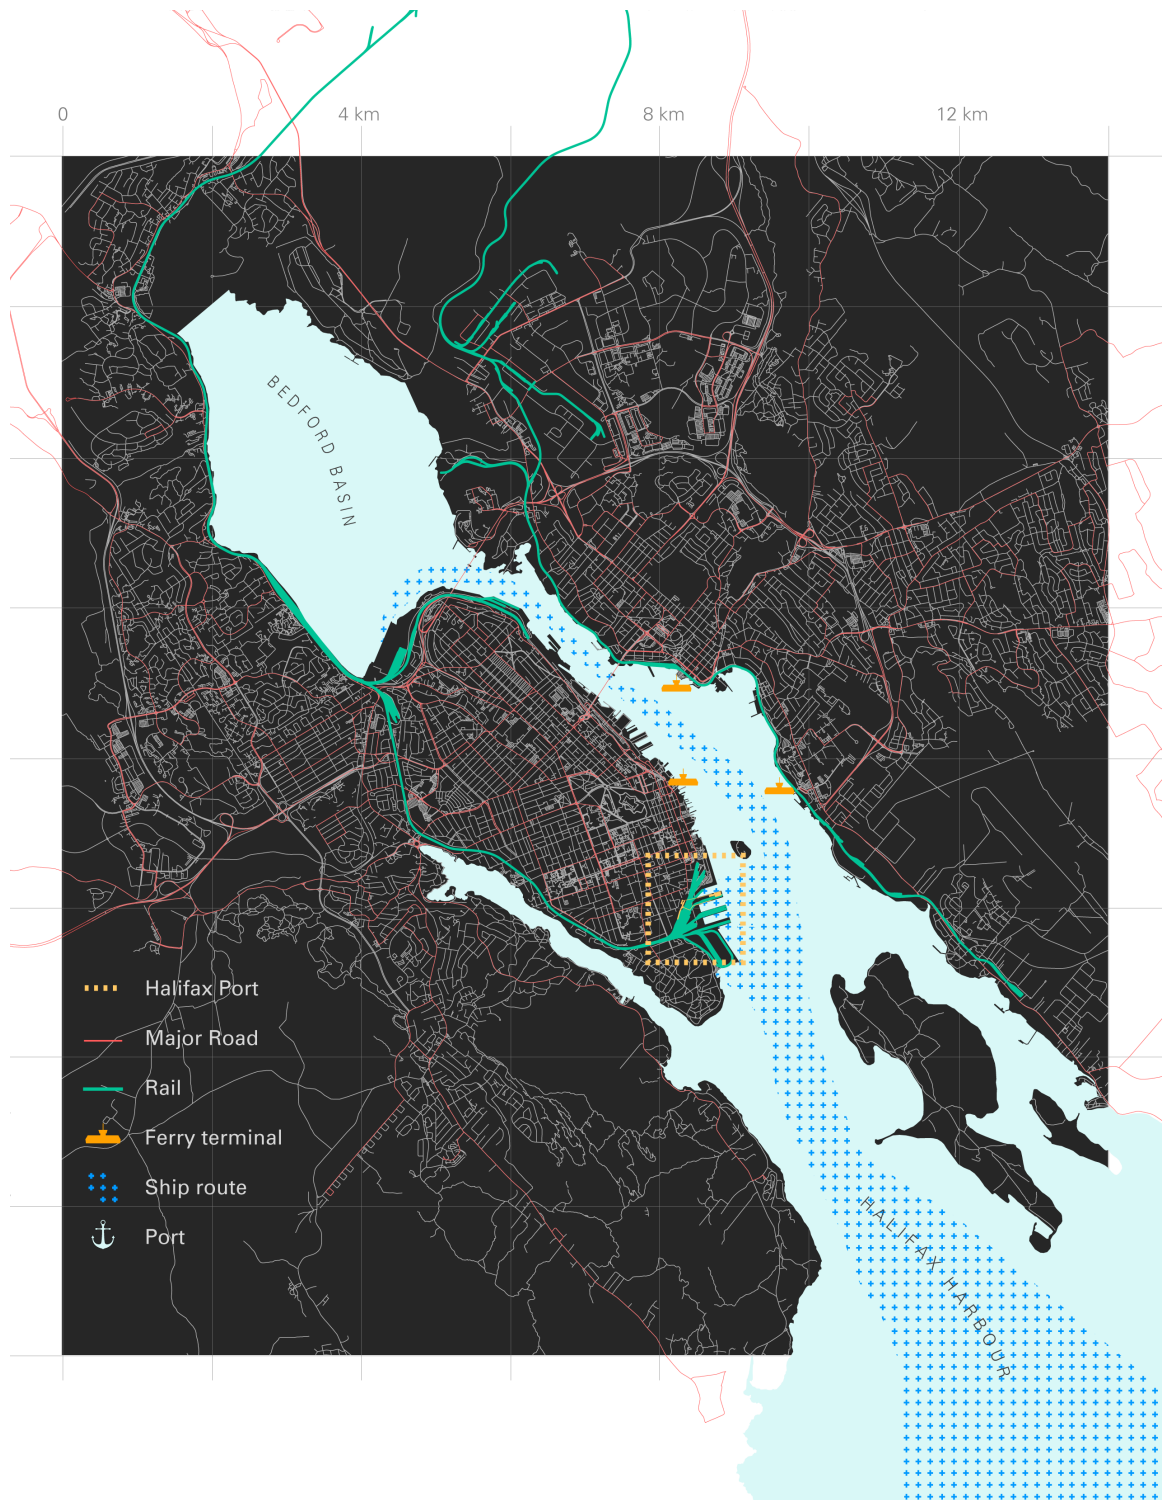 0
4 km
8 km
12 km
BEDFORD BASIN
Halifax Port
Major Road
Rail
Ferry terminal
Ship route
Port
HALIFAX HARBOUR